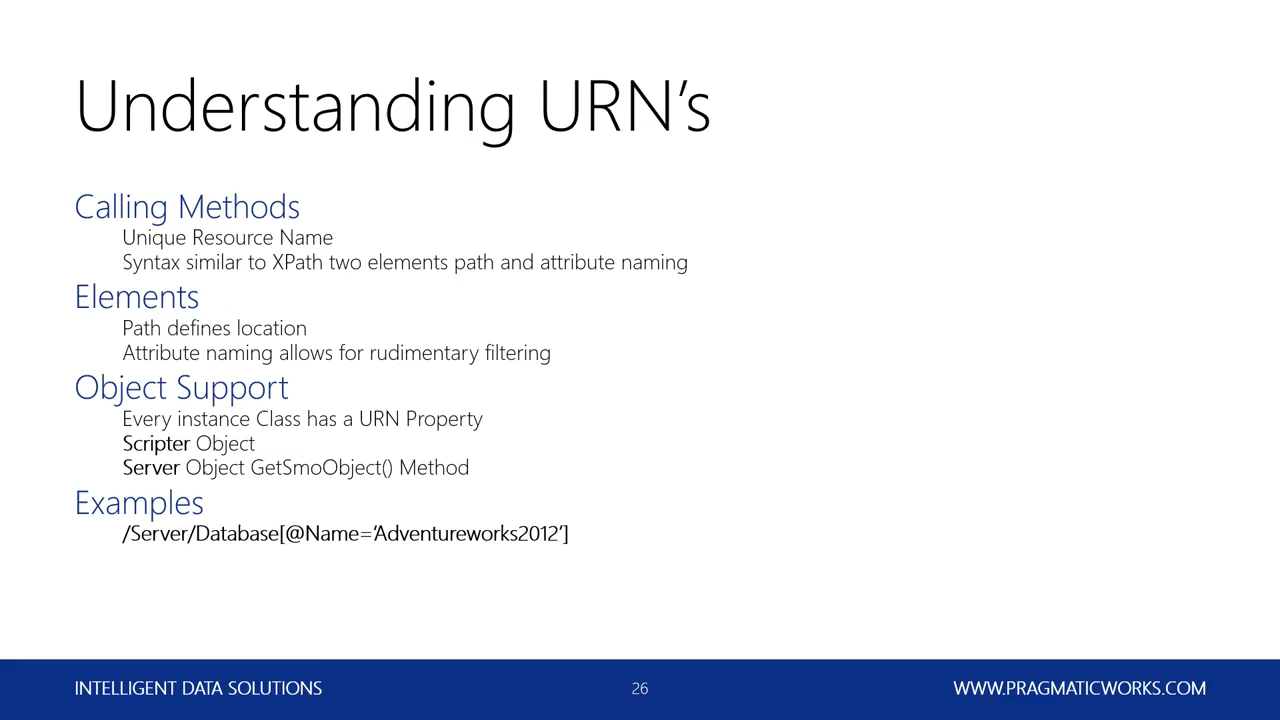 Understanding URN’s
Calling Methods
Unique Resource Name
Syntax similar to XPath two elements path and attribute naming
Elements
Path defines location
Attribute naming allows for rudimentary filtering
Object Support
Every instance Class has a URN Property
Scripter Object
Server Object GetSmoObject() Method
Examples
/Server/Database[@Name=‘Adventureworks2012’]
INTELLIGENT DATA SOLUTIONS
26
WWW.PRAGMATICWORKS.COM